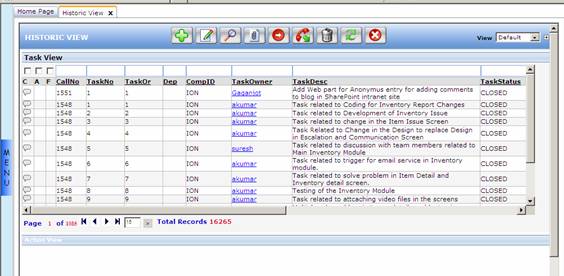 Home Page Historic View X
HISTORIC VIEW View Default
Task View
C A F CallNo TaskNo TaskOr Dep CompID TaskOwner TaskDesc TaskStatus
1551 1 1 ION Gaganjot Add Web part for Anonymous entry for adding comments to blog in SharePoint intranet site CLOSED
1548 1 1 ION akumar Task related to Coding for Inventory Report Changes CLOSED
1548 2 2 ION akumar Task related to Development of Inventory Issue CLOSED
1548 3 3 ION akumar Task related to change in the Item Issue Screen CLOSED
1548 4 4 ION akumar Task Related to Change in the Design to replace Design in Escalation and Communication Screen CLOSED
1548 5 5 ION suresh Task related to discussion with team members related to Main Inventory Module CLOSED
1548 6 6 ION akumar Task related to trigger for email service in Inventory module. CLOSED
1548 7 7 ION akumar Task related to solve problem in Item Detail and Inventory detail screen. CLOSED
1548 8 8 ION akumar Testing of the Inventory Module CLOSED
1548 9 9 ION akumar Task related to attcaching video files in the screens CLOSED
MENU
Page 1 of 15 Total Records 16265
Action View